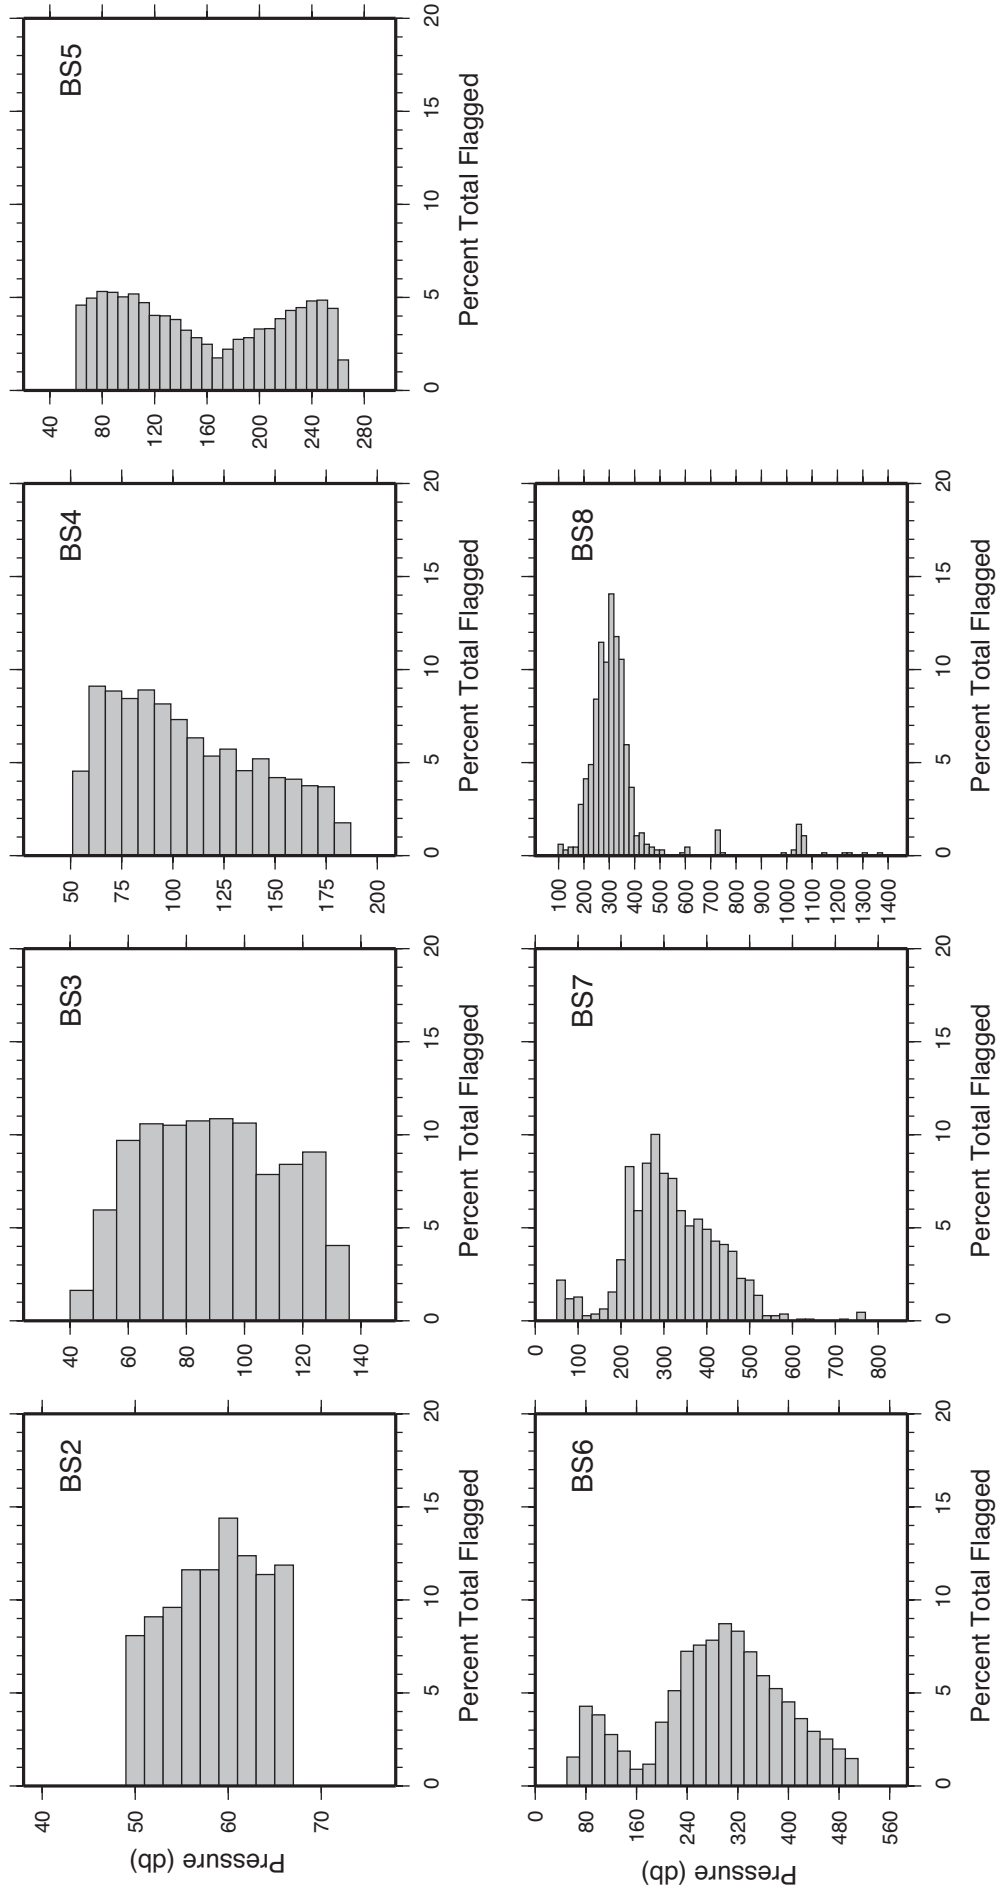 BS2
40
50
60
70
Pressure (db)
0 5 10 15 20
Percent Total Flagged
BS3
40
60
80
100
120
140
0 5 10 15 20
Percent Total Flagged
BS4
50
75
100
125
150
175
200
0 5 10 15 20
Percent Total Flagged
BS5
40
80
120
160
200
240
280
0 5 10 15 20
Percent Total Flagged
BS6
0
80
160
240
320
400
480
560
Pressure (db)
0 5 10 15 20
Percent Total Flagged
BS7
0
100
200
300
400
500
600
700
800
0 5 10 15 20
Percent Total Flagged
BS8
100
200
300
400
500
600
700
800
900
1000
1100
1200
1300
1400
0 5 10 15 20
Percent Total Flagged